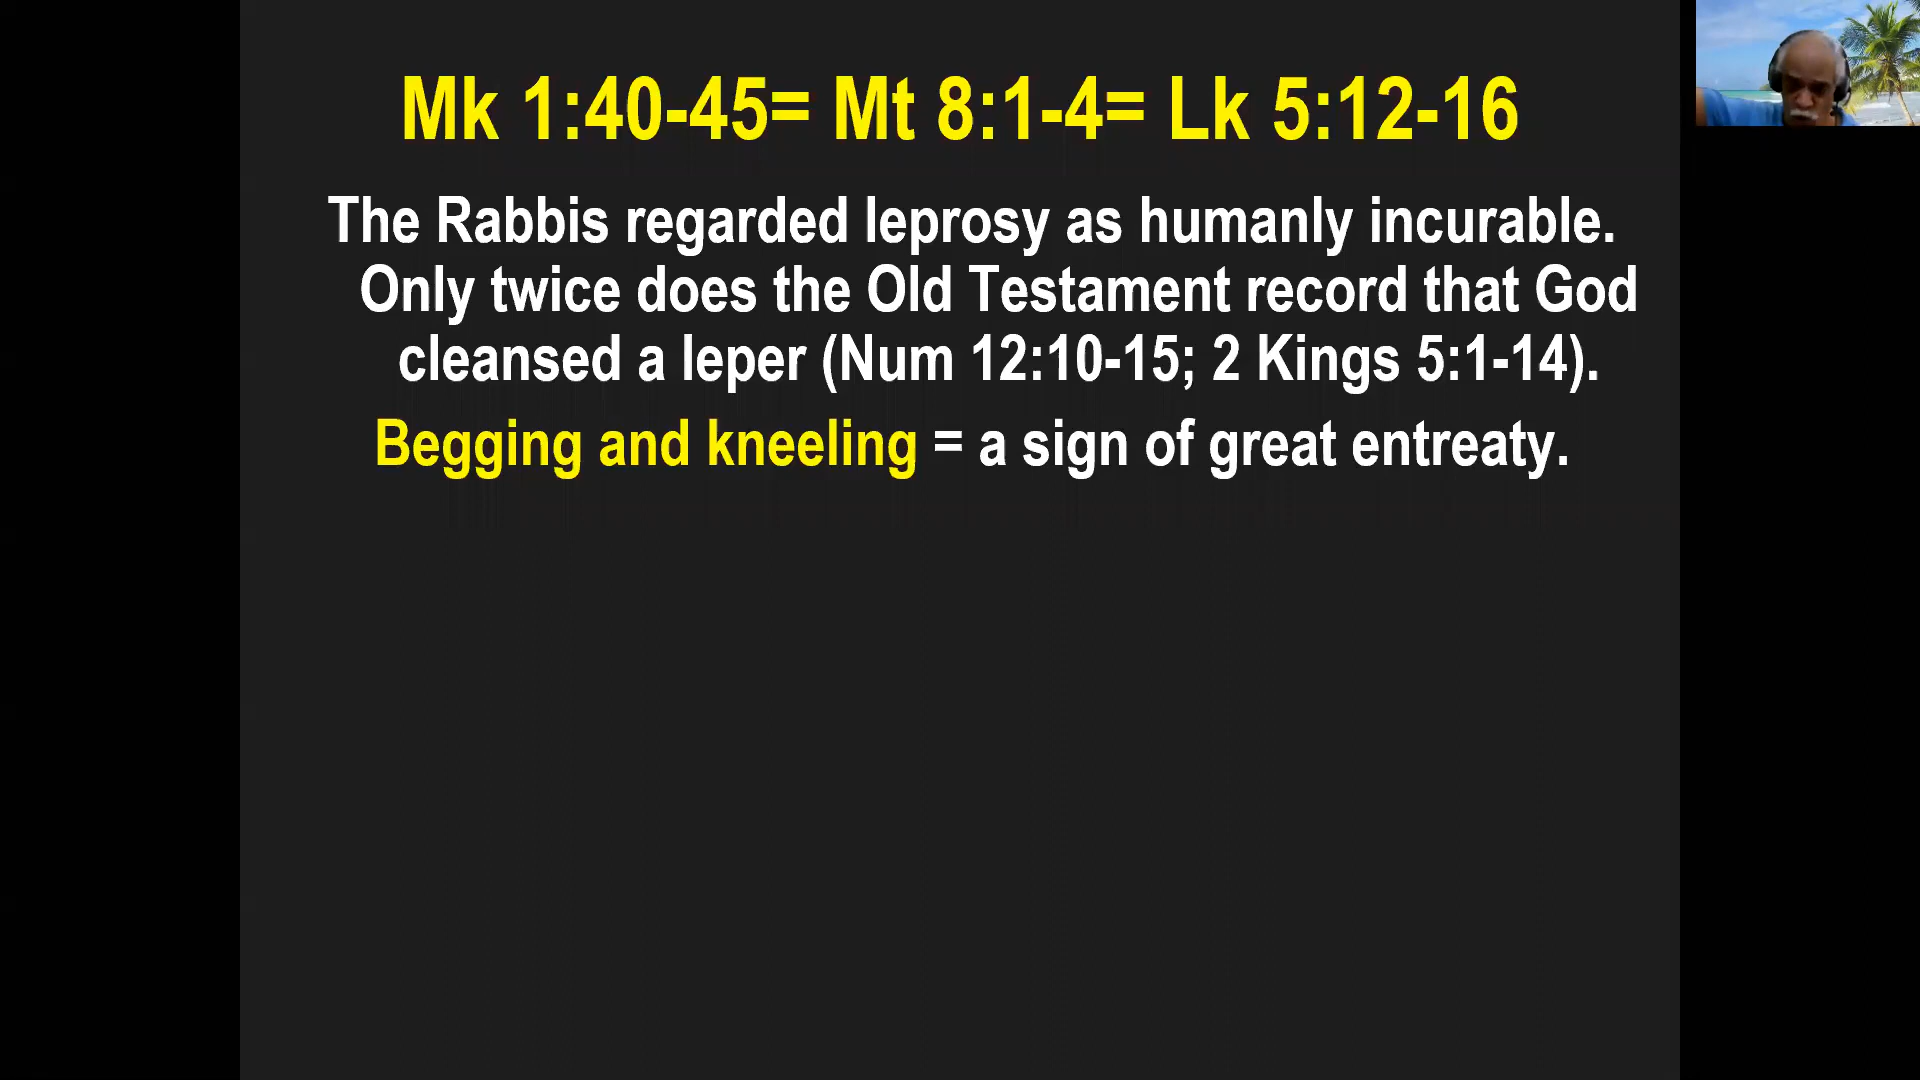 Mk 1:40-45= Mt 8:1-4= Lk 5:12-16
The Rabbis regarded leprosy as humanly incurable.
Only twice does the Old Testament record that God
cleansed a leper (Num 12:10-15; 2 Kings 5:1-14).
Begging and kneeling = a sign of great entreaty.